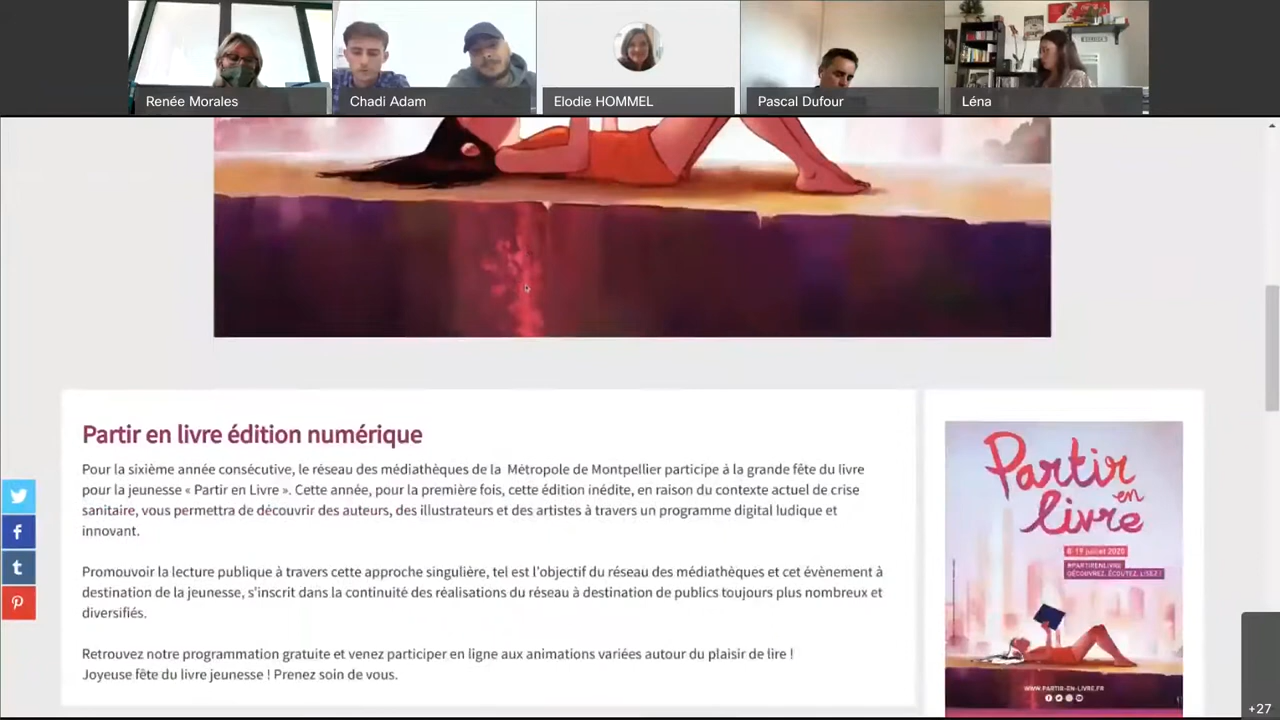 Renée Morales
Chadi Adam
Elodie HOMMEL
Pascal Dufour
Léna
Partir en livre édition numérique
Pour la sixième année consécutive, le réseau des médiathèques de la Métropole de Montpellier participe à la grande fête du livre
pour la jeunesse « Partir en Livre ». Cette année, pour la première fois, cette édition inédite, en raison du contexte actuel de crise
sanitaire, vous permettra de découvrir des auteurs, des illustrateurs et des artistes à travers un programme digital ludique et
innovant.
Promouvoir la lecture publique à travers cette approche singulière, tel est l'objectif du réseau des médiathèques et cet évènement à
destination de la jeunesse, s'inscrit dans la continuité des réalisations du réseau à destination de publics toujours plus nombreux et
diversifiés.
Retrouvez notre programmation gratuite et venez participer en ligne aux animations variées autour du plaisir de lire !
Joyeuse fête du livre jeunesse ! Prenez soin de vous.
Partir
en
livre
8-19 juillet 2020
#PARTIRENLIVRE
DÉCOUVREZ, ÉCOUTEZ, LISEZ !
WWW.PARTIR-EN-LIVRE.FR
+27